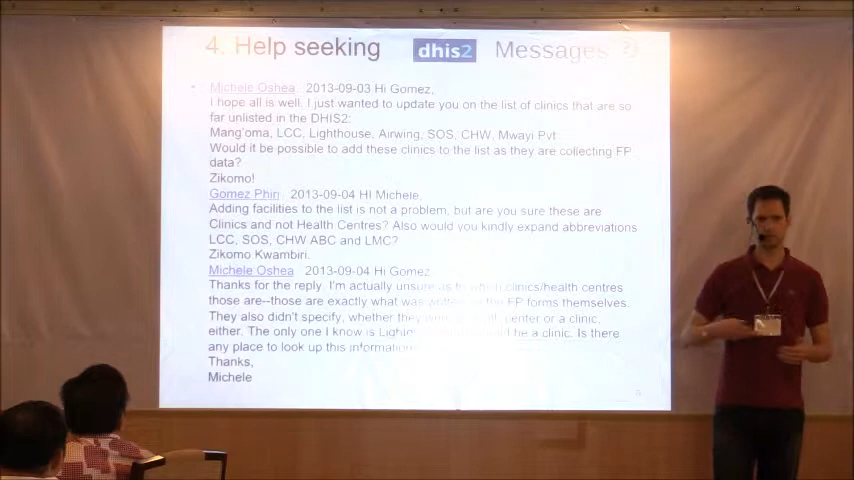 4. Help seeking dhis2 Messages
Michele Oshea 2013-09-03 Hi Gomez,
I hope all is well. I just wanted to update you on the list of clinics that are so
far unlisted in the DHIS2:
Mang'oma, LCC, Lighthouse, Airwing, SOS, CHW, Mwayi Pvt
Would it be possible to add these clinics to the list as they are collecting FP
data?
Zikomo!
Gomez Phiri 2013-09-04 HI Michele,
Adding facilities to the list is not a problem, but are you sure these are
Clinics and not Health Centres? Also would you kindly expand abbreviations
LCC, SOS, CHW ABC and LMC?
Zikomo Kwambiri.
Michele Oshea 2013-09-04 Hi Gomez
Thanks for the reply. I'm actually unsure as to which clinics/health centres
those are--those are exactly what was the FP forms themselves.
They also didn't specify, whether they center or a clinic,
either. The only one I know is be a clinic. Is there
any place to look up this information
Thanks,
Michele